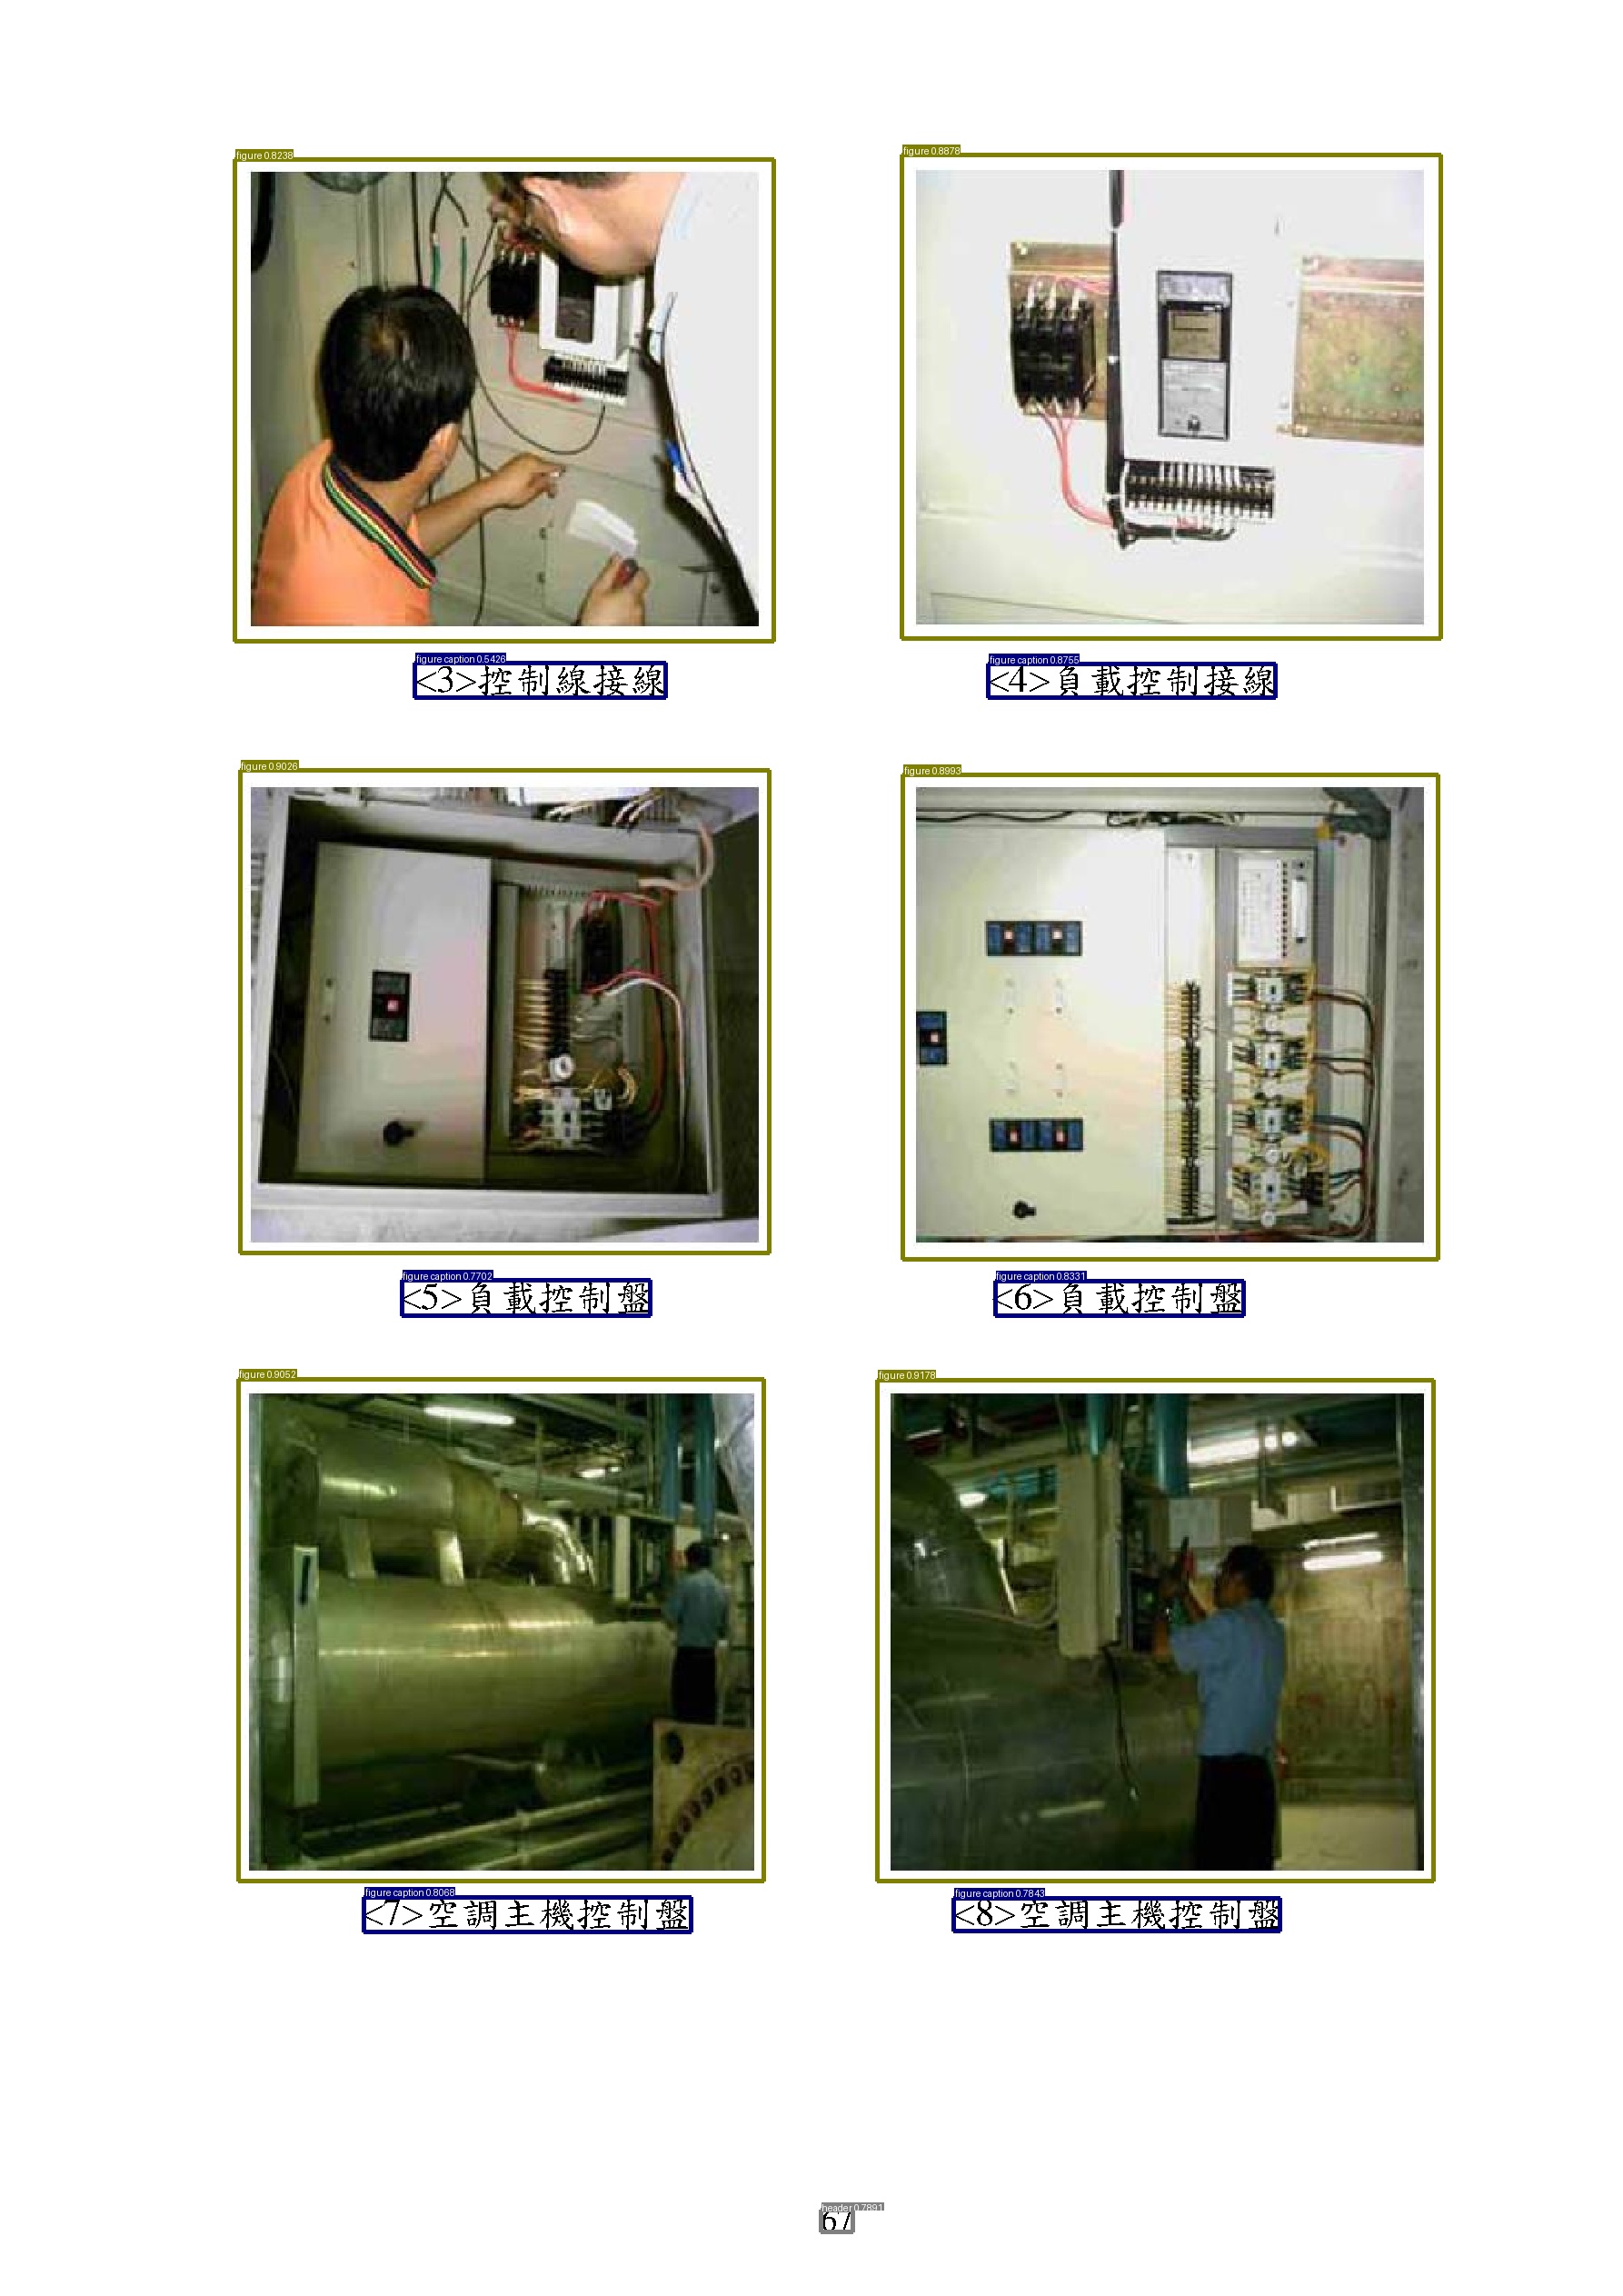 figure 0.8238
figure 0.8878
figure caption 0.5426
<3>控制線接線
figure caption 0.8755
<4>負載控制接線
figure 0.9026
figure 0.8993
figure caption 0.7702
<5>負載控制盤
figure caption 0.8331
<6>負載控制盤
figure 0.9052
figure 0.9178
figure caption 0.8068
<7>空調主機控制盤
figure caption 0.7843
<8>空調主機控制盤
header 0.7891
67